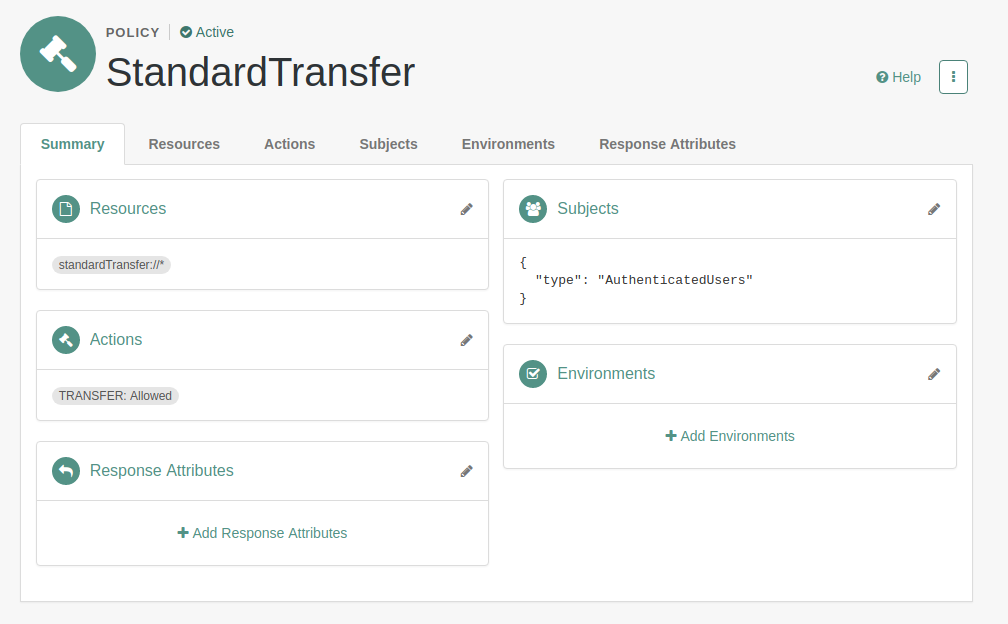 POLICY Active
StandardTransfer
Help
Summary Resources Actions Subjects Environments Response Attributes
Resources
standardTransfer://*
Actions
TRANSFER: Allowed
Response Attributes
Add Response Attributes
Subjects
{
  "type": "AuthenticatedUsers"
}
Environments
Add Environments